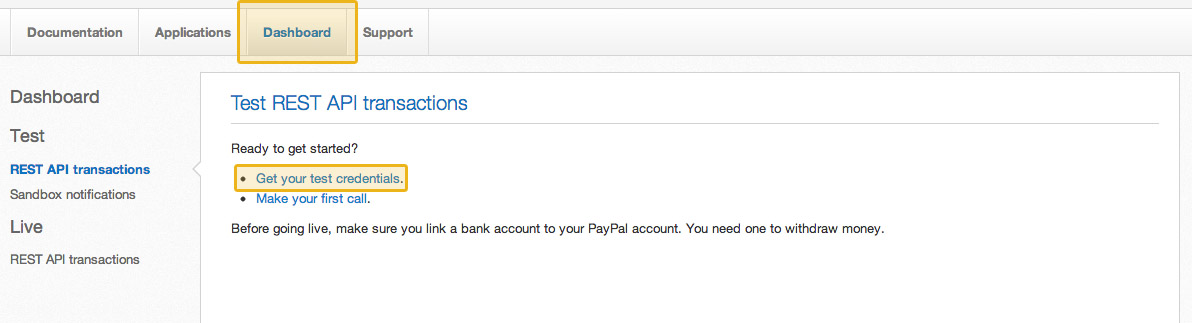 Documentation Applications Dashboard Support
Dashboard
Test
REST API transactions
Sandbox notifications
Live
REST API transactions
Test REST API transactions
Ready to get started?
• Get your test credentials.
• Make your first call.
Before going live, make sure you link a bank account to your PayPal account. You need one to withdraw money.